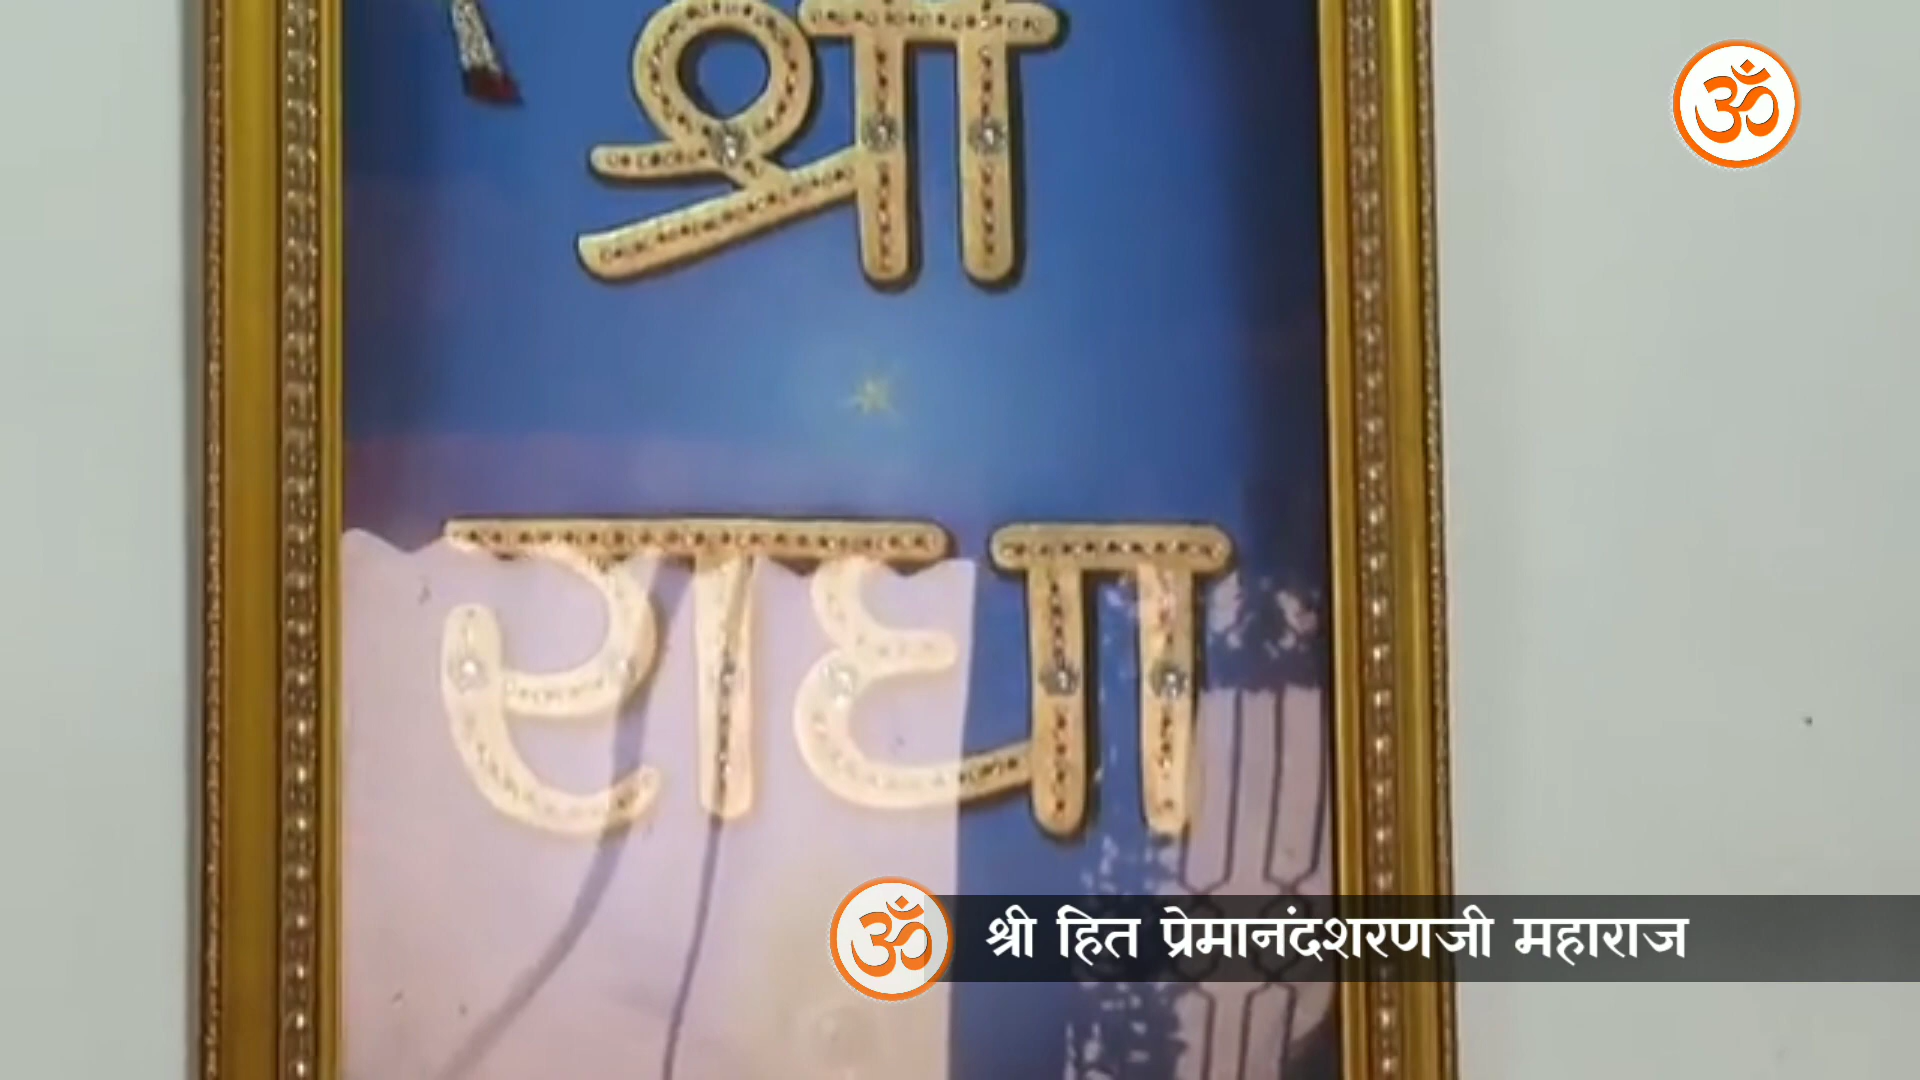 ॐ
श्री
राधा
ॐ श्री हित प्रेमानंदशरणजी महाराज